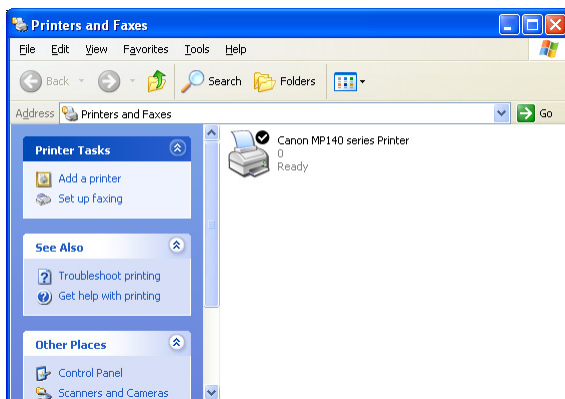 Printers and Faxes
File Edit View Favorites Tools Help
Back Search Folders
Address Printers and Faxes Go
Printer Tasks
Add a printer
Set up faxing
See Also
Troubleshoot printing
Get help with printing
Other Places
Control Panel
Scanners and Cameras
Canon MP140 series Printer
0
Ready